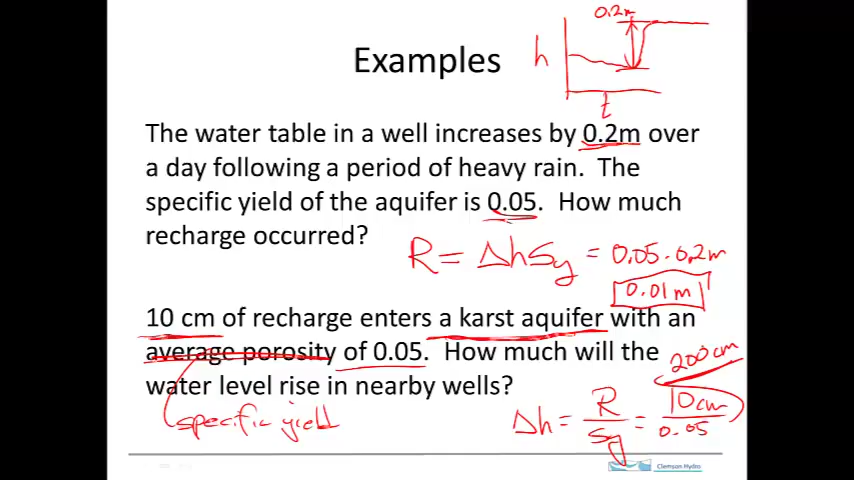 0.2m
Examples
h
t
The water table in a well increases by 0.2m over
a day following a period of heavy rain. The
specific yield of the aquifer is 0.05. How much
recharge occurred?
R = ΔhSy = 0.05 · 0.2m
0.01m
10 cm of recharge enters a karst aquifer with an
average porosity of 0.05. How much will the
200cm
water level rise in nearby wells?
specific yield
Δh = R/Sy = 10cm/0.05
Clemson Hydro